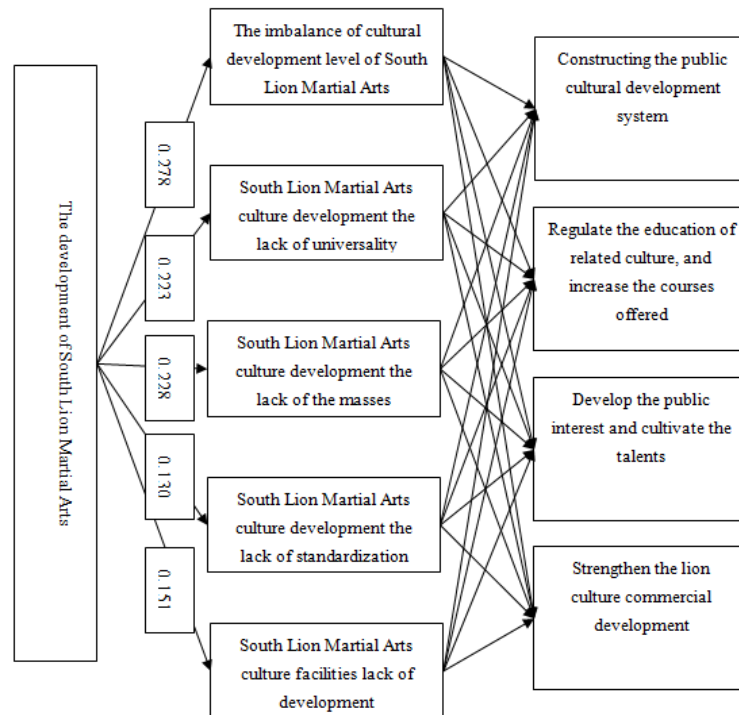 The development of South Lion Martial Arts
0.278
0.223
0.228
0.130
0.151
The imbalance of cultural
development level of South
Lion Martial Arts
South Lion Martial Arts
culture development the
lack of universality
South Lion Martial Arts
culture development the
lack of the masses
South Lion Martial Arts
culture development the
lack of standardization
South Lion Martial Arts
culture facilities lack of
development
Constructing the public
cultural development
system
Regulate the education of
related culture, and
increase the courses
offered
Develop the public
interest and cultivate the
talents
Strengthen the lion
culture commercial
development